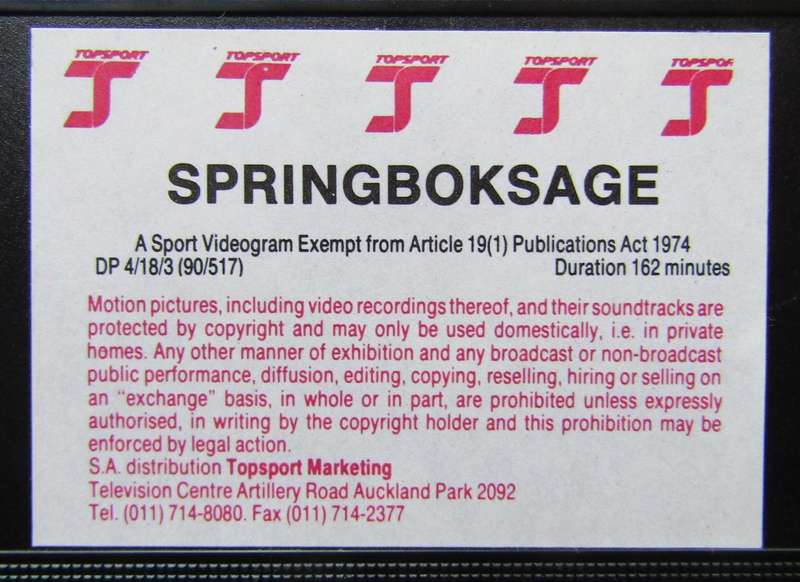 TOPSPORT TOPSPORT TOPSPORT TOPSPORT TOPSPOR
SPRINGBOKSAGE
A Sport Videogram Exempt from Article 19(1) Publications Act 1974
DP 4/18/3 (90/517) Duration 162 minutes
Motion pictures, including video recordings thereof, and their soundtracks are
protected by copyright and may only be used domestically, i.e. in private
homes. Any other manner of exhibition and any broadcast or non-broadcast
public performance, diffusion, editing, copying, reselling, hiring or selling on
an "exchange" basis, in whole or in part, are prohibited unless expressly
authorised, in writing by the copyright holder and this prohibition may be
enforced by legal action.
S.A. distribution Topsport Marketing
Television Centre Artillery Road Auckland Park 2092
Tel. (011) 714-8080. Fax (011) 714-2377